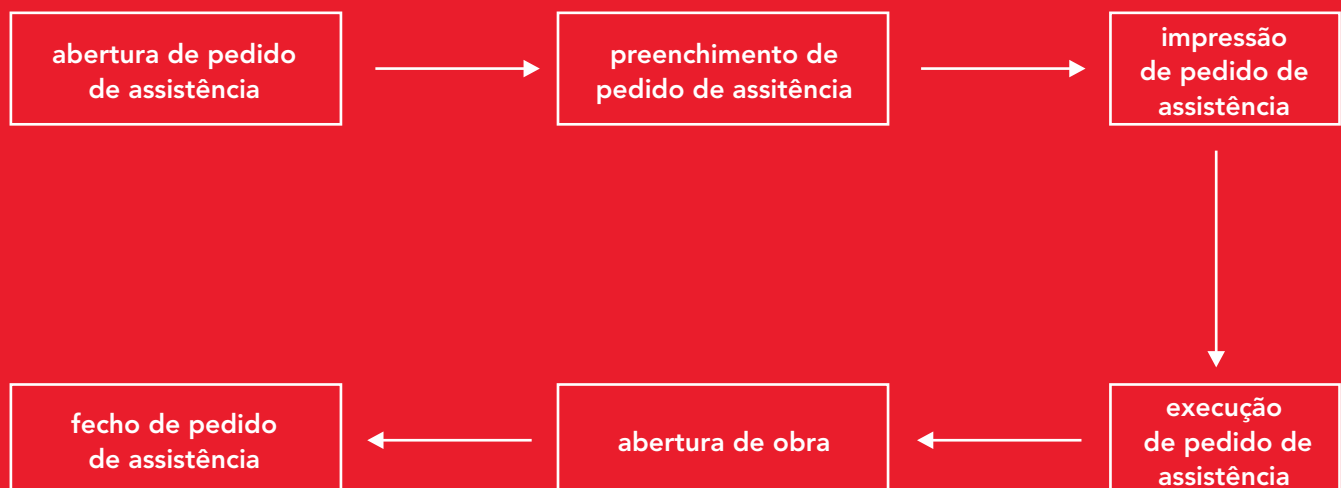 abertura de pedido
de assistência
preenchimento de
pedido de assitência
impressão
de pedido de
assistência
execução
de pedido de
assistência
abertura de obra
fecho de pedido
de assistência